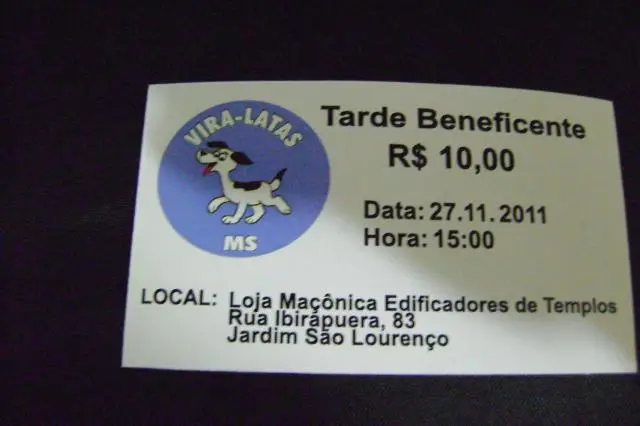 VIRA-LATAS
MS
Tarde Beneficente
R$ 10,00
Data: 27.11.2011
Hora: 15:00
LOCAL: Loja Maçônica Edificadores de Templos
Rua Ibirapuera, 83
Jardim São Lourenço